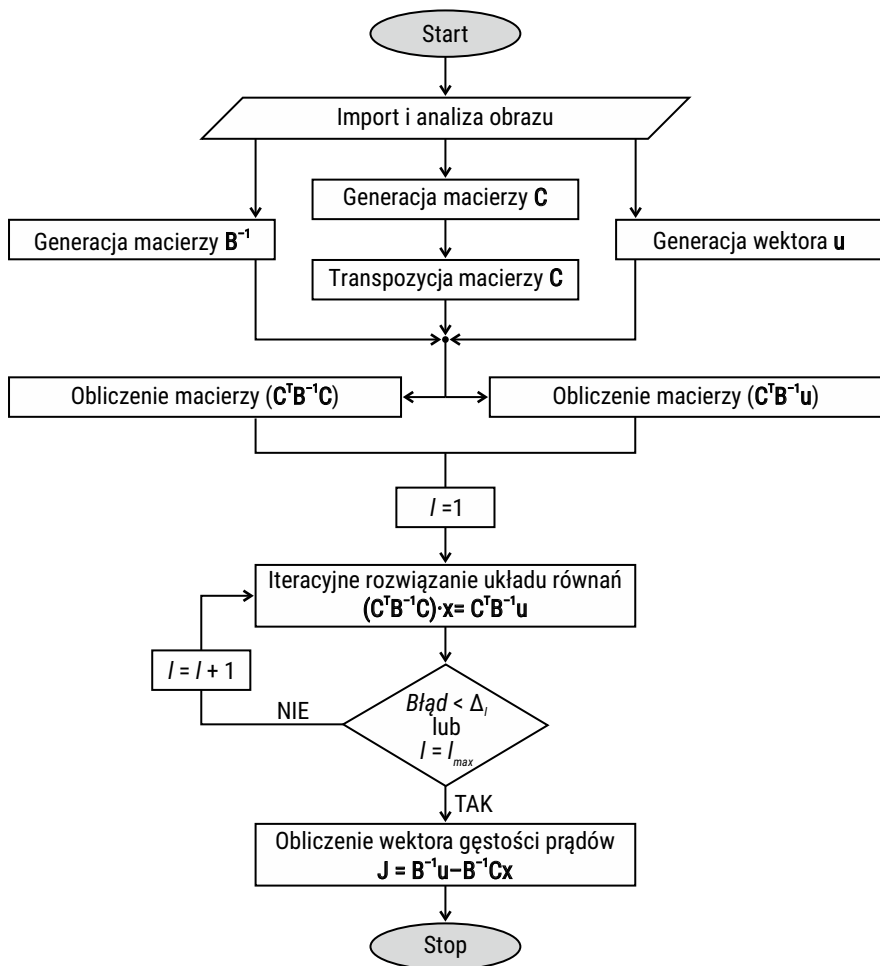 Start
Import i analiza obrazu
Generacja macierzy C
Generacja macierzy B⁻¹
Generacja wektora u
Transpozycja macierzy C
Obliczenie macierzy (CᵀB⁻¹C)
Obliczenie macierzy (CᵀB⁻¹u)
l =1
Iteracyjne rozwiązanie układu równań
(CᵀB⁻¹C)·x= CᵀB⁻¹u
l = l + 1
NIE
Błąd < Δₗ
lub
l = lₘₐₓ
TAK
Obliczenie wektora gęstości prądów
J = B⁻¹u–B⁻¹Cx
Stop